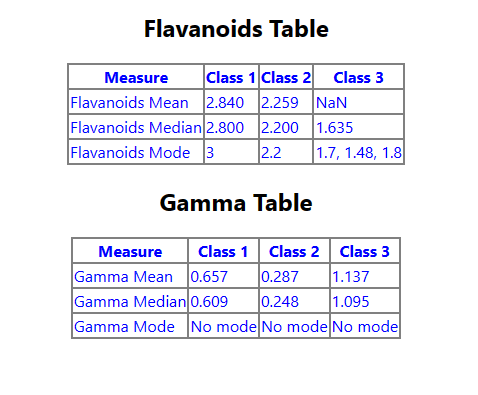 Flavanoids Table
Measure Class 1 Class 2 Class 3
Flavanoids Mean 2.840 2.259 NaN
Flavanoids Median 2.800 2.200 1.635
Flavanoids Mode 3 2.2 1.7, 1.48, 1.8
Gamma Table
Measure Class 1 Class 2 Class 3
Gamma Mean 0.657 0.287 1.137
Gamma Median 0.609 0.248 1.095
Gamma Mode No mode No mode No mode